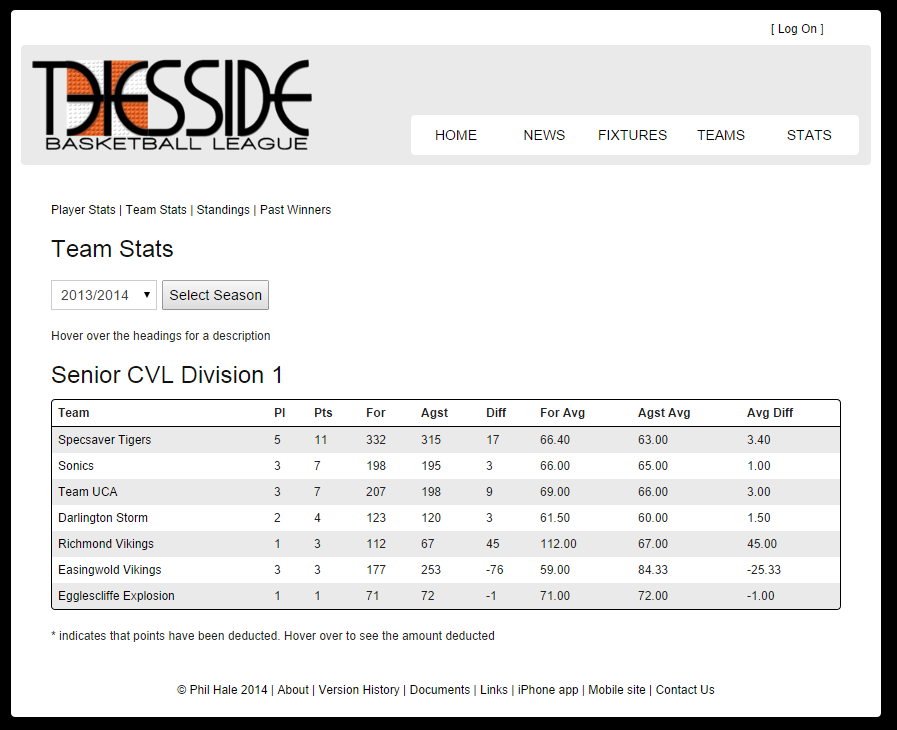 [ Log On ]
TEESSIDE
BASKETBALL LEAGUE
HOME NEWS FIXTURES TEAMS STATS
Player Stats | Team Stats | Standings | Past Winners
Team Stats
2013/2014 Select Season
Hover over the headings for a description
Senior CVL Division 1
Team Pl Pts For Agst Diff For Avg Agst Avg Avg Diff
Specsaver Tigers 5 11 332 315 17 66.40 63.00 3.40
Sonics 3 7 198 195 3 66.00 65.00 1.00
Team UCA 3 7 207 198 9 69.00 66.00 3.00
Darlington Storm 2 4 123 120 3 61.50 60.00 1.50
Richmond Vikings 1 3 112 67 45 112.00 67.00 45.00
Easingwold Vikings 3 3 177 253 -76 59.00 84.33 -25.33
Egglescliffe Explosion 1 1 71 72 -1 71.00 72.00 -1.00
* indicates that points have been deducted. Hover over to see the amount deducted
© Phil Hale 2014 | About | Version History | Documents | Links | iPhone app | Mobile site | Contact Us